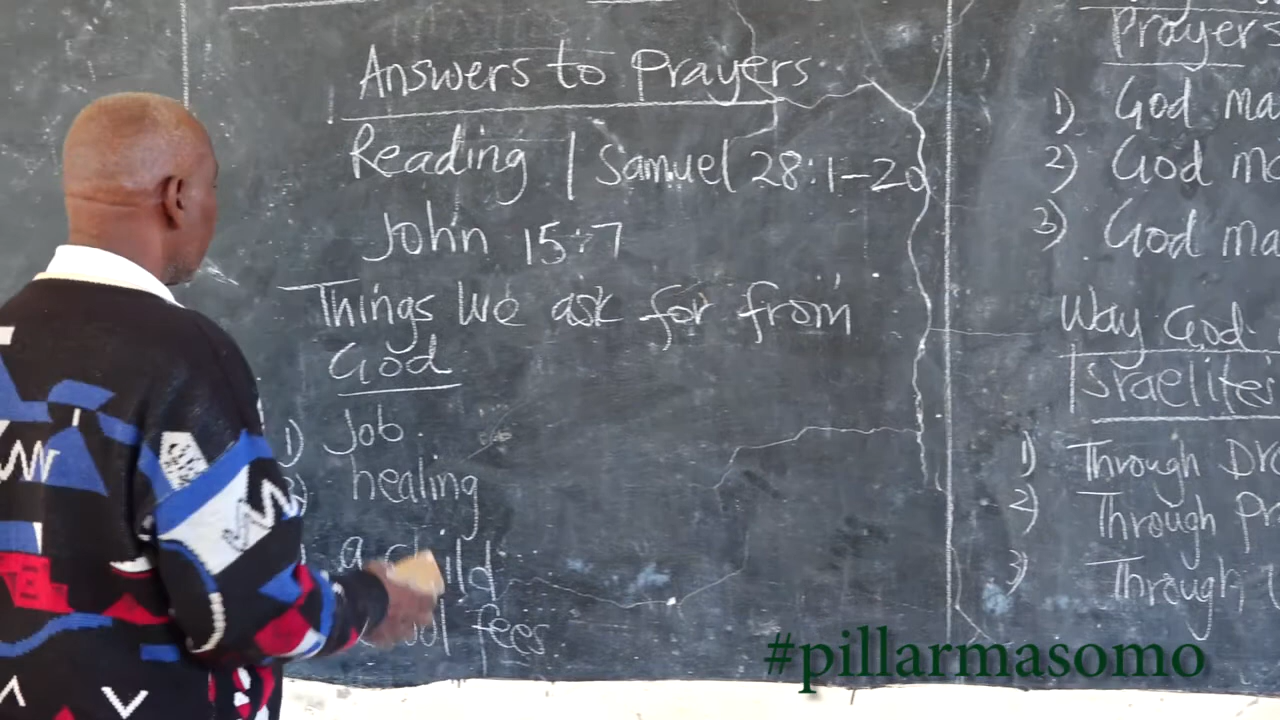 Answers to Prayers
Reading 1 Samuel 28:1-20
John 15:7
Things We ask for from
God
1) Job
healing
a child
fees
Prayers
1) God
2) God
3) God
Way God
Israelites
1) Through
2) Through
3) Through
#pillarmasomo